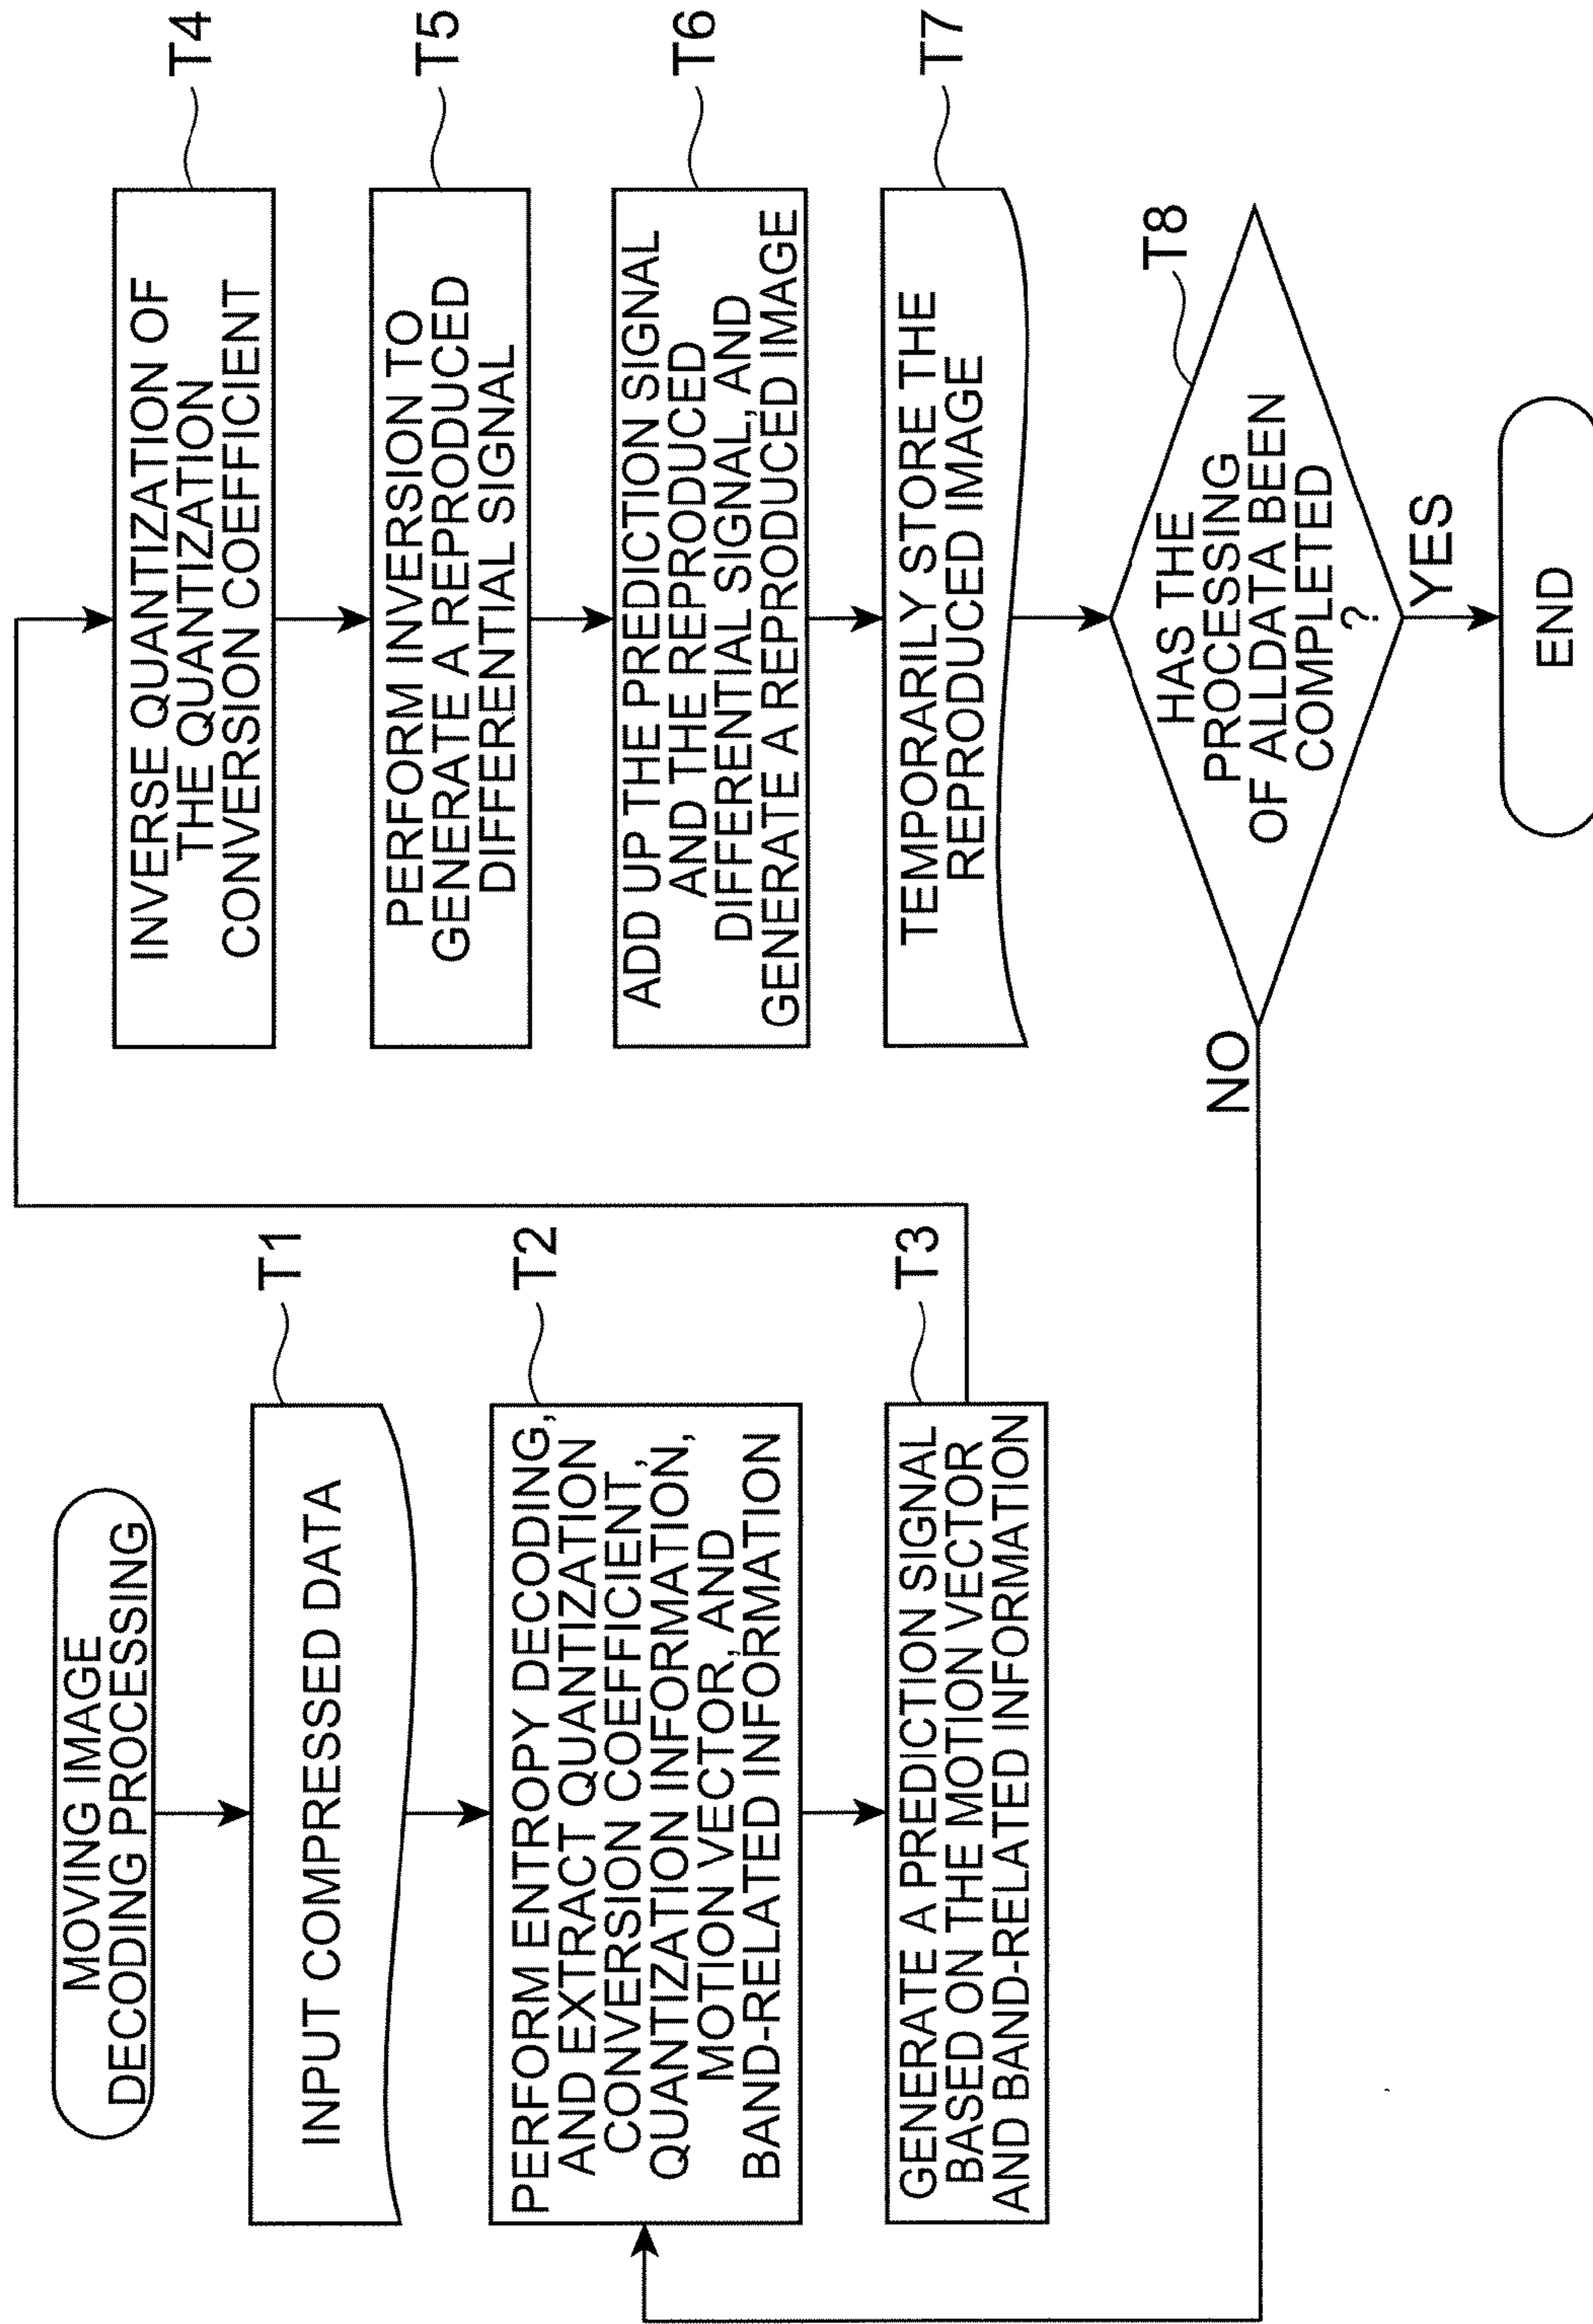 MOVING IMAGE
DECODING PROCESSING
T1
INPUT COMPRESSED DATA
T2
PERFORM ENTROPY DECODING,
AND EXTRACT QUANTIZATION
CONVERSION COEFFICIENT,
QUANTIZATION INFORMATION,
MOTION VECTOR, AND
BAND-RELATED INFORMATION
T3
GENERATE A PREDICTION SIGNAL
BASED ON THE MOTION VECTOR
AND BAND-RELATED INFORMATION
T4
INVERSE QUANTIZATION OF
THE QUANTIZATION
CONVERSION COEFFICIENT
T5
PERFORM INVERSION TO
GENERATE A REPRODUCED
DIFFERENTIAL SIGNAL
T6
ADD UP THE PREDICTION SIGNAL
AND THE REPRODUCED
DIFFERENTIAL SIGNAL, AND
GENERATE A REPRODUCED IMAGE
T7
TEMPORARILY STORE THE
REPRODUCED IMAGE
T8
HAS THE
PROCESSING
OF ALLDATA BEEN
COMPLETED
?
NO
YES
END